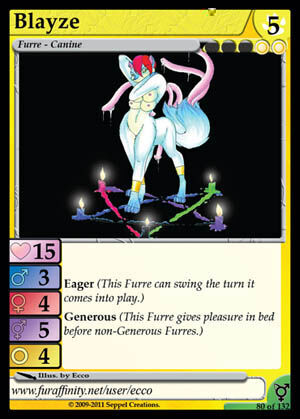 Blayze
5
Furre - Canine
15
3
4
5
4
Eager (This Furre can swing the turn it
comes into play.)
Generous (This Furre gives pleasure in bed
before non-Generous Furres.)
Illus. by Ecco
www.furaffinity.net/user/ecco
© 2009-2011 Seppel Creations.
80 of 132